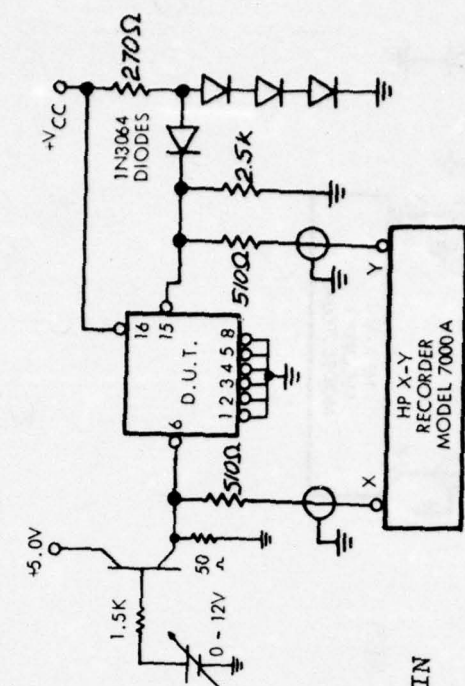 +VCC
270Ω
1N3064
DIODES
2.5K
510Ω
16
15
D.U.T.
6
1 2 3 4 5 8
510Ω
+5.0V
1.5K
50
0 ~ 12V
X
Y
HP X-Y
RECORDER
MODEL 7000A
IN